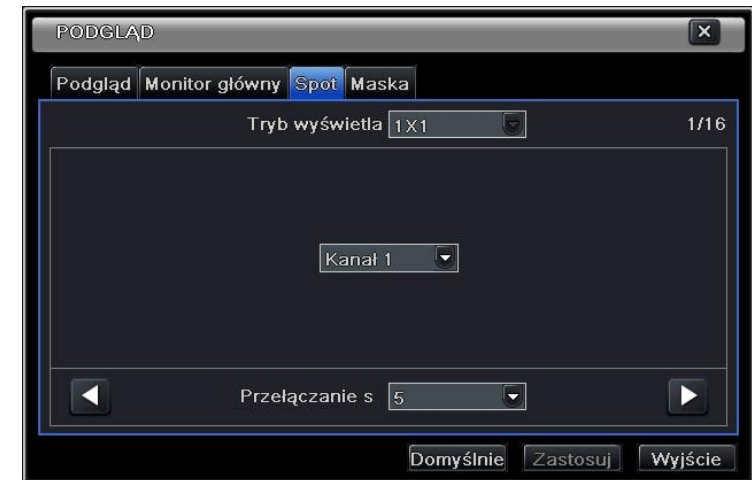 PODGLĄD
Podgląd Monitor główny Spot Maska
Tryb wyświetla 1X1 1/16
Kanał 1
Przełączanie s 5
Domyślnie Zastosuj Wyjście